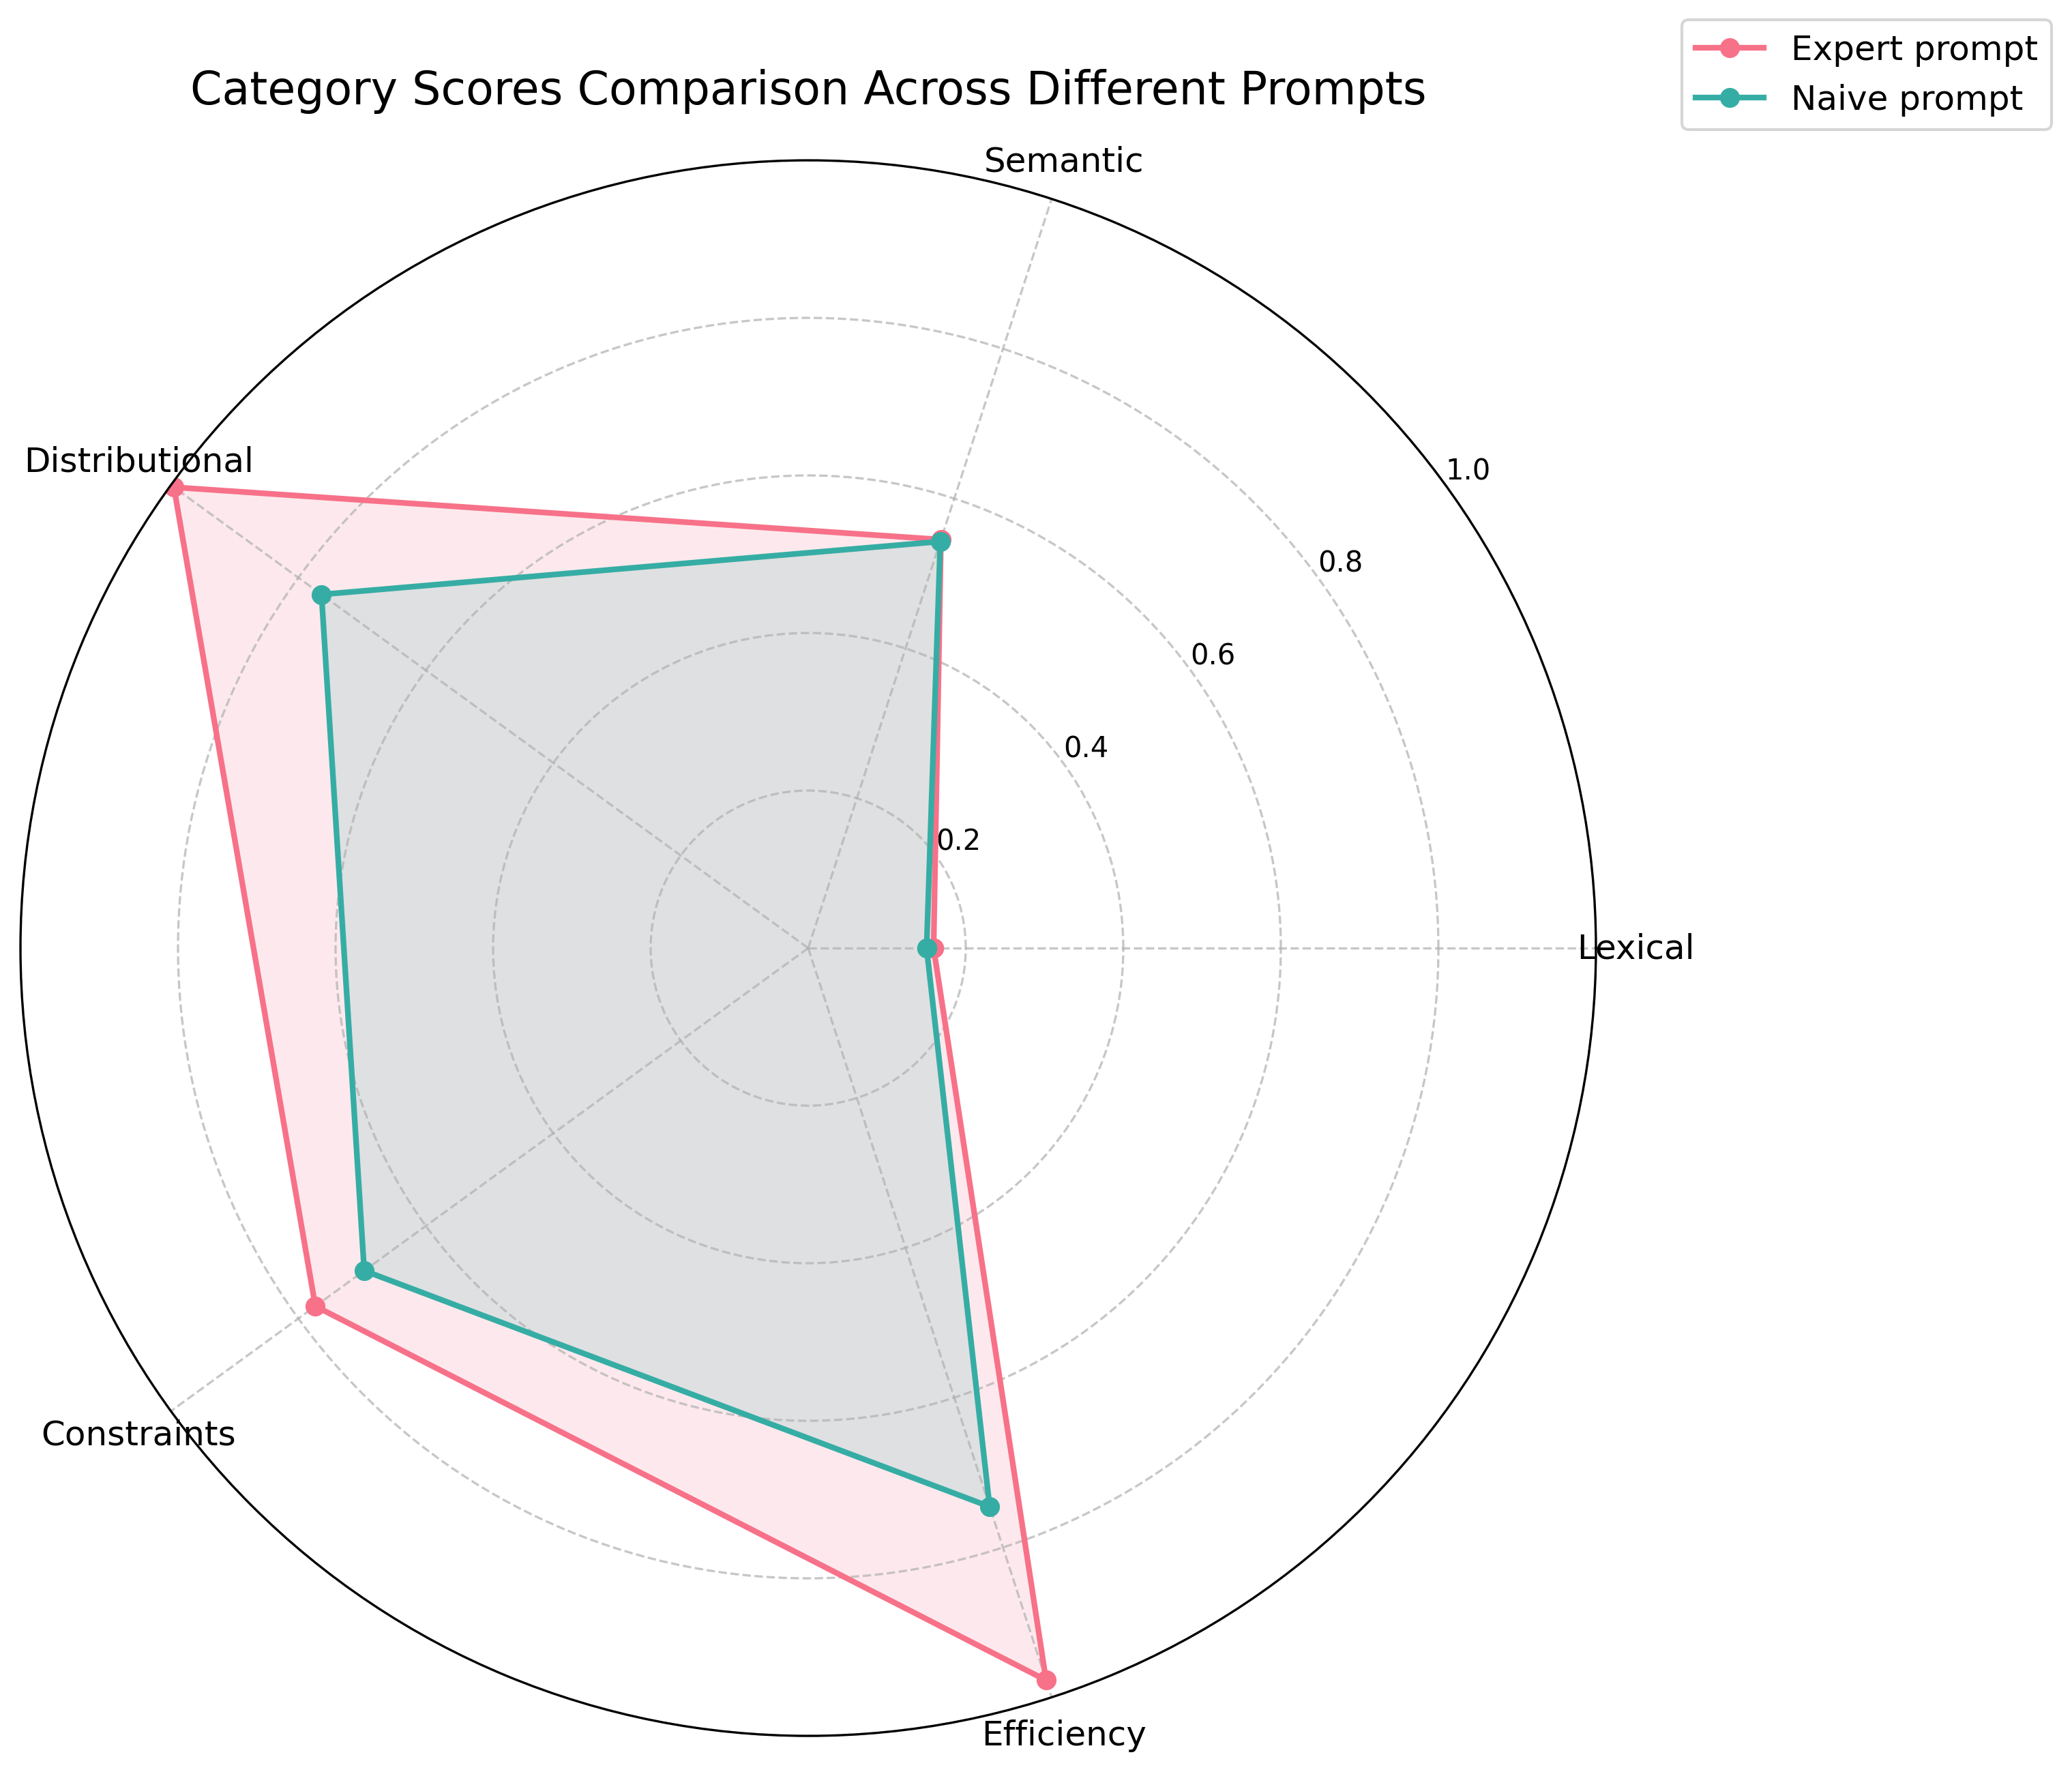 Expert prompt
Naive prompt
Category Scores Comparison Across Different Prompts
Semantic
Distributional
1.0
0.8
0.6
0.4
0.2
Lexical
Constraints
Efficiency